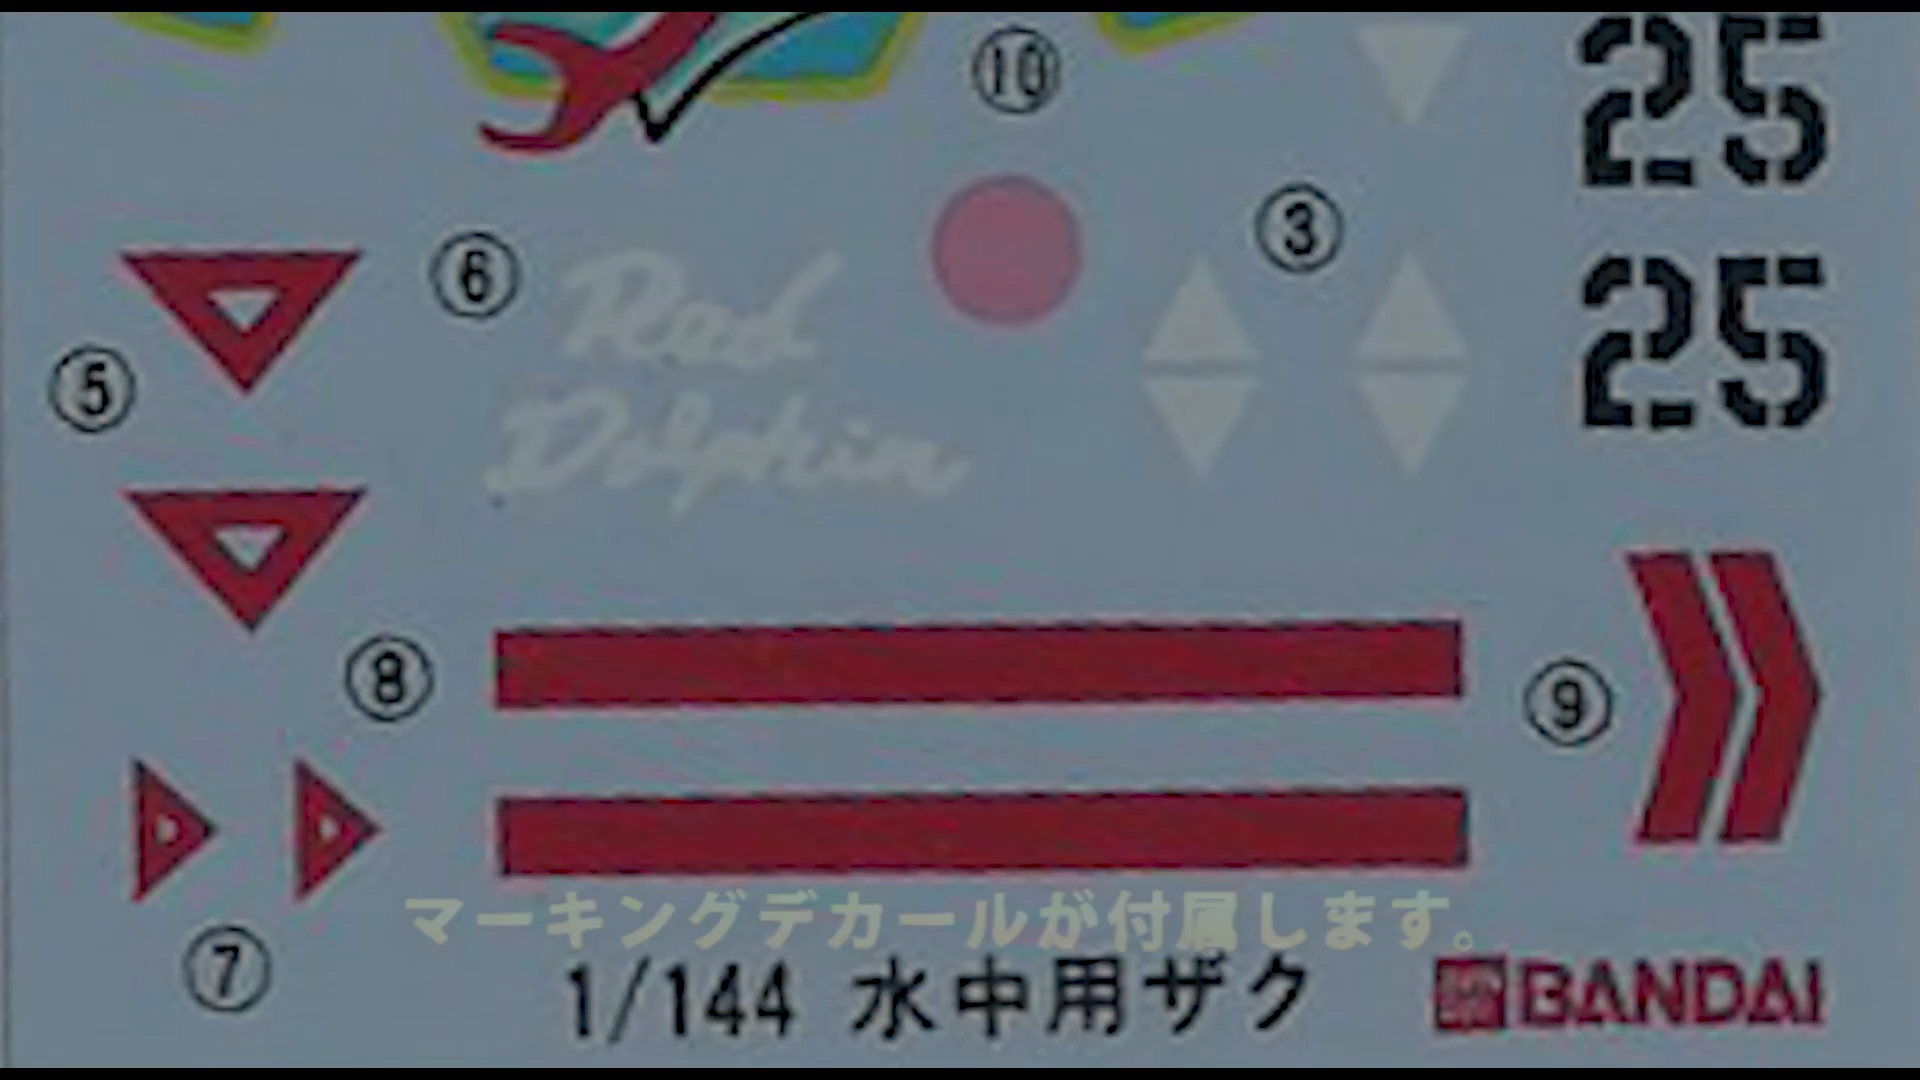 ⑩
25
③
⑥
Red
Dolphin
25
⑤
⑧
⑨
⑦
マーキングデカールが付属します。
1/144 水中用ザク
BANDAI